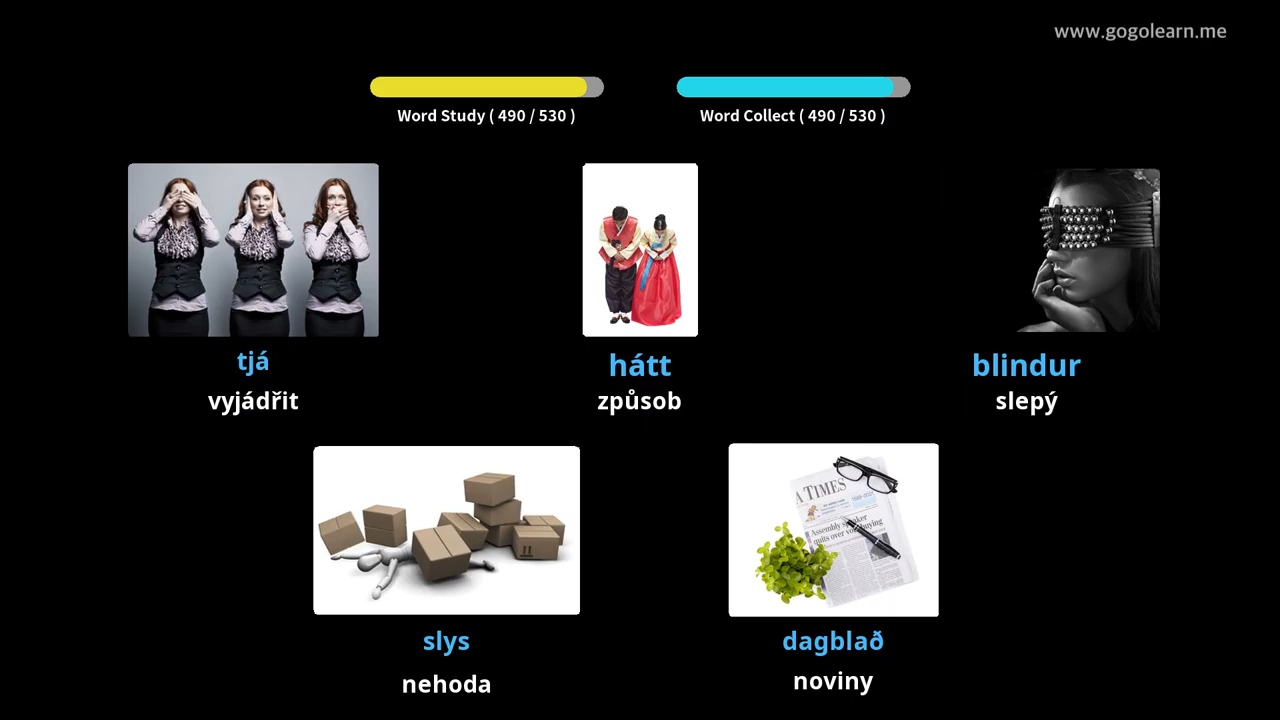 www.gogolearn.me
Word Study ( 490 / 530 )
Word Collect ( 490 / 530 )
tjá
vyjádřit
hátt
způsob
blindur
slepý
A TIMES
slys
nehoda
dagblað
noviny